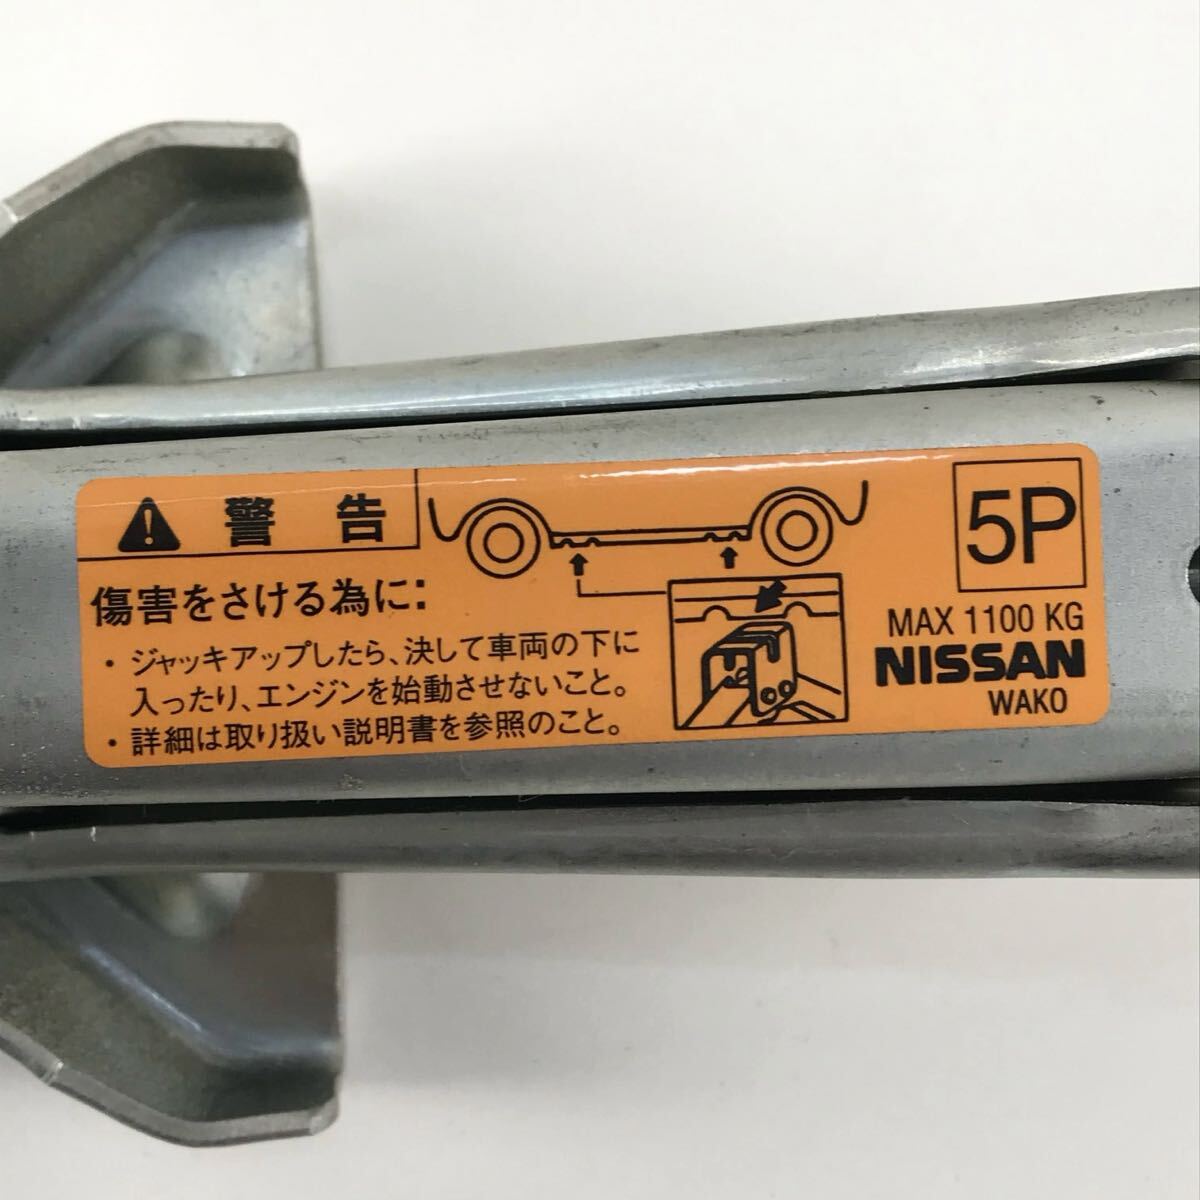 警告
傷害をさける為に:
・ジャッキアップしたら、決して車両の下に
入ったり、エンジンを始動させないこと。
・詳細は取り扱い説明書を参照のこと。
5P
MAX 1100 KG
NISSAN
WAKO